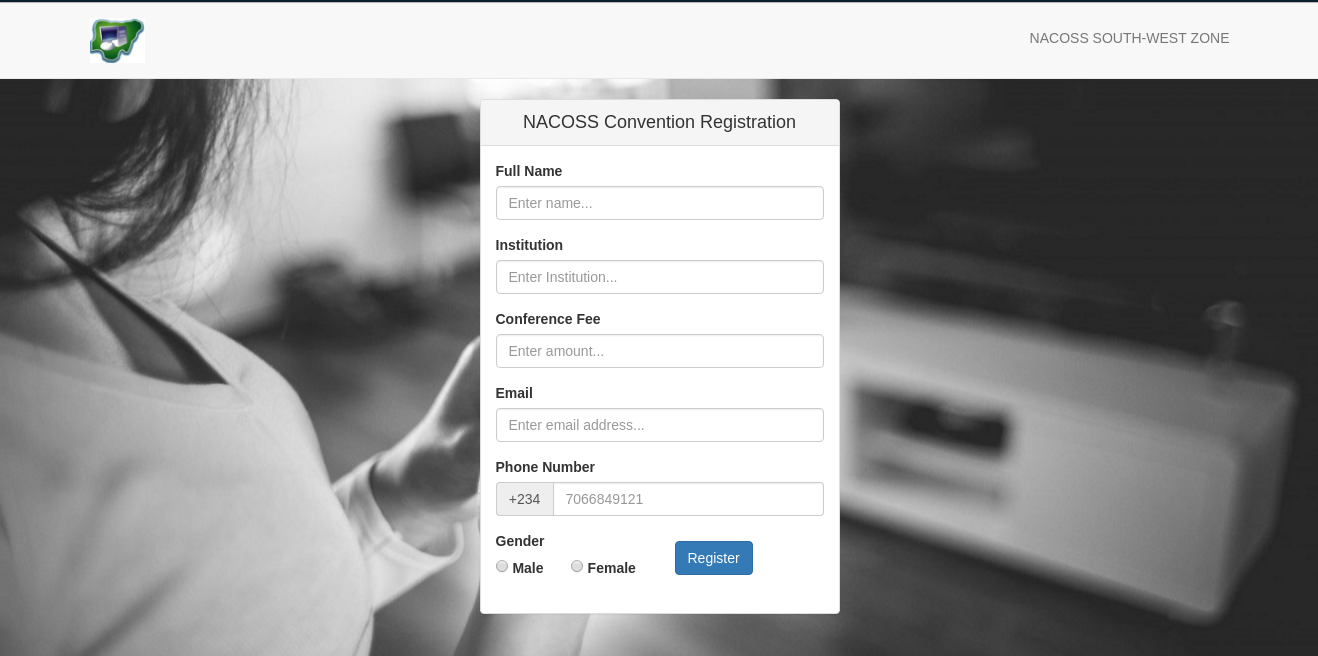 NACOSS SOUTH-WEST ZONE
NACOSS Convention Registration
Full Name
Enter name...
Institution
Enter Institution...
Conference Fee
Enter amount...
Email
Enter email address...
Phone Number
+234 7066849121
Gender
Male Female Register